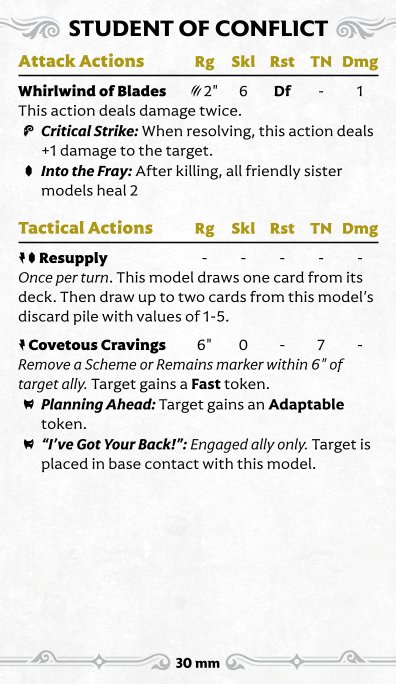 STUDENT OF CONFLICT
Attack Actions Rg Skl Rst TN Dmg
Whirlwind of Blades 2" 6 Df - 1
This action deals damage twice.
Critical Strike: When resolving, this action deals
+1 damage to the target.
Into the Fray: After killing, all friendly sister
models heal 2
Tactical Actions Rg Skl Rst TN Dmg
Resupply - - - - -
Once per turn. This model draws one card from its
deck. Then draw up to two cards from this model's
discard pile with values of 1-5.
Covetous Cravings 6" 0 - 7 -
Remove a Scheme or Remains marker within 6" of
target ally. Target gains a Fast token.
Planning Ahead: Target gains an Adaptable
token.
"I've Got Your Back!": Engaged ally only. Target is
placed in base contact with this model.
30 mm